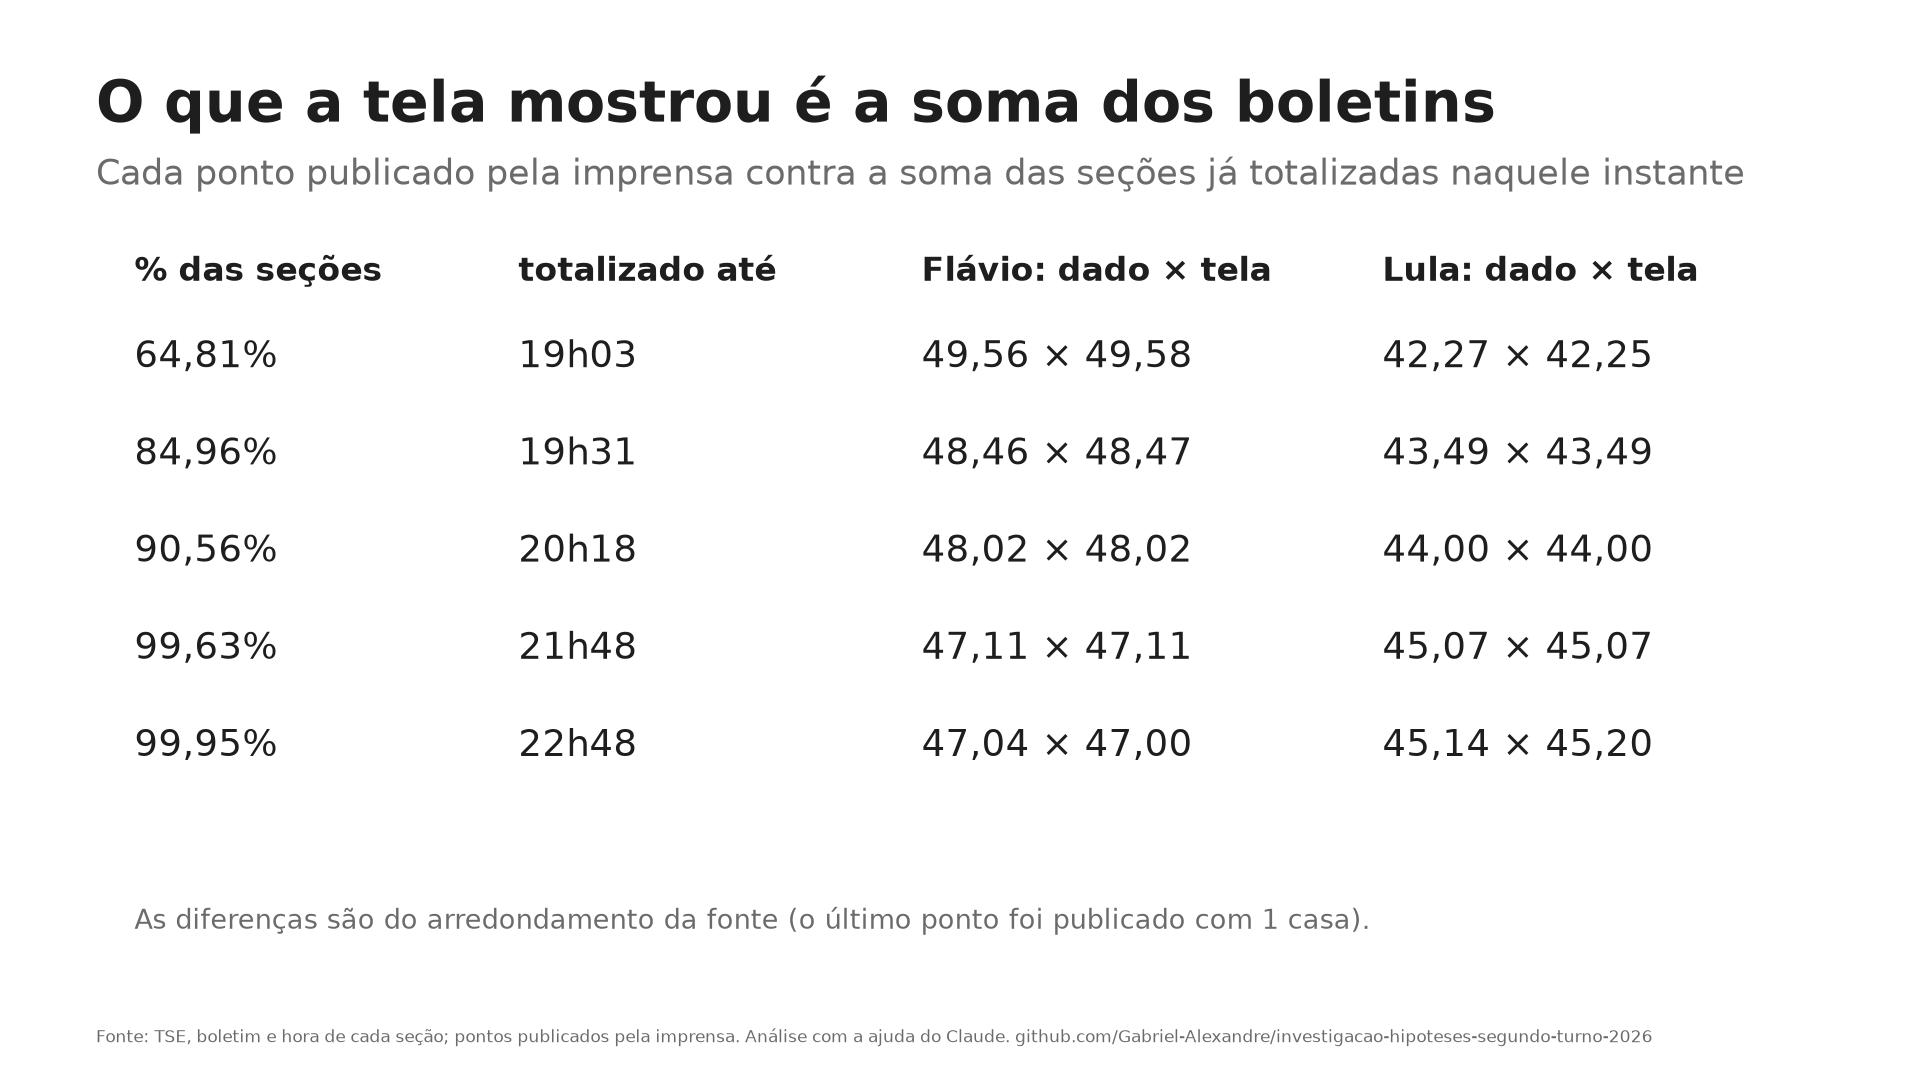 O que a tela mostrou é a soma dos boletins
Cada ponto publicado pela imprensa contra a soma das seções já totalizadas naquele instante
% das seções totalizado até Flávio: dado × tela Lula: dado × tela
64,81% 19h03 49,56 × 49,58 42,27 × 42,25
84,96% 19h31 48,46 × 48,47 43,49 × 43,49
90,56% 20h18 48,02 × 48,02 44,00 × 44,00
99,63% 21h48 47,11 × 47,11 45,07 × 45,07
99,95% 22h48 47,04 × 47,00 45,14 × 45,20
As diferenças são do arredondamento da fonte (o último ponto foi publicado com 1 casa).
Fonte: TSE, boletim e hora de cada seção; pontos publicados pela imprensa. Análise com a ajuda do Claude. github.com/Gabriel-Alexandre/investigacao-hipoteses-segundo-turno-2026